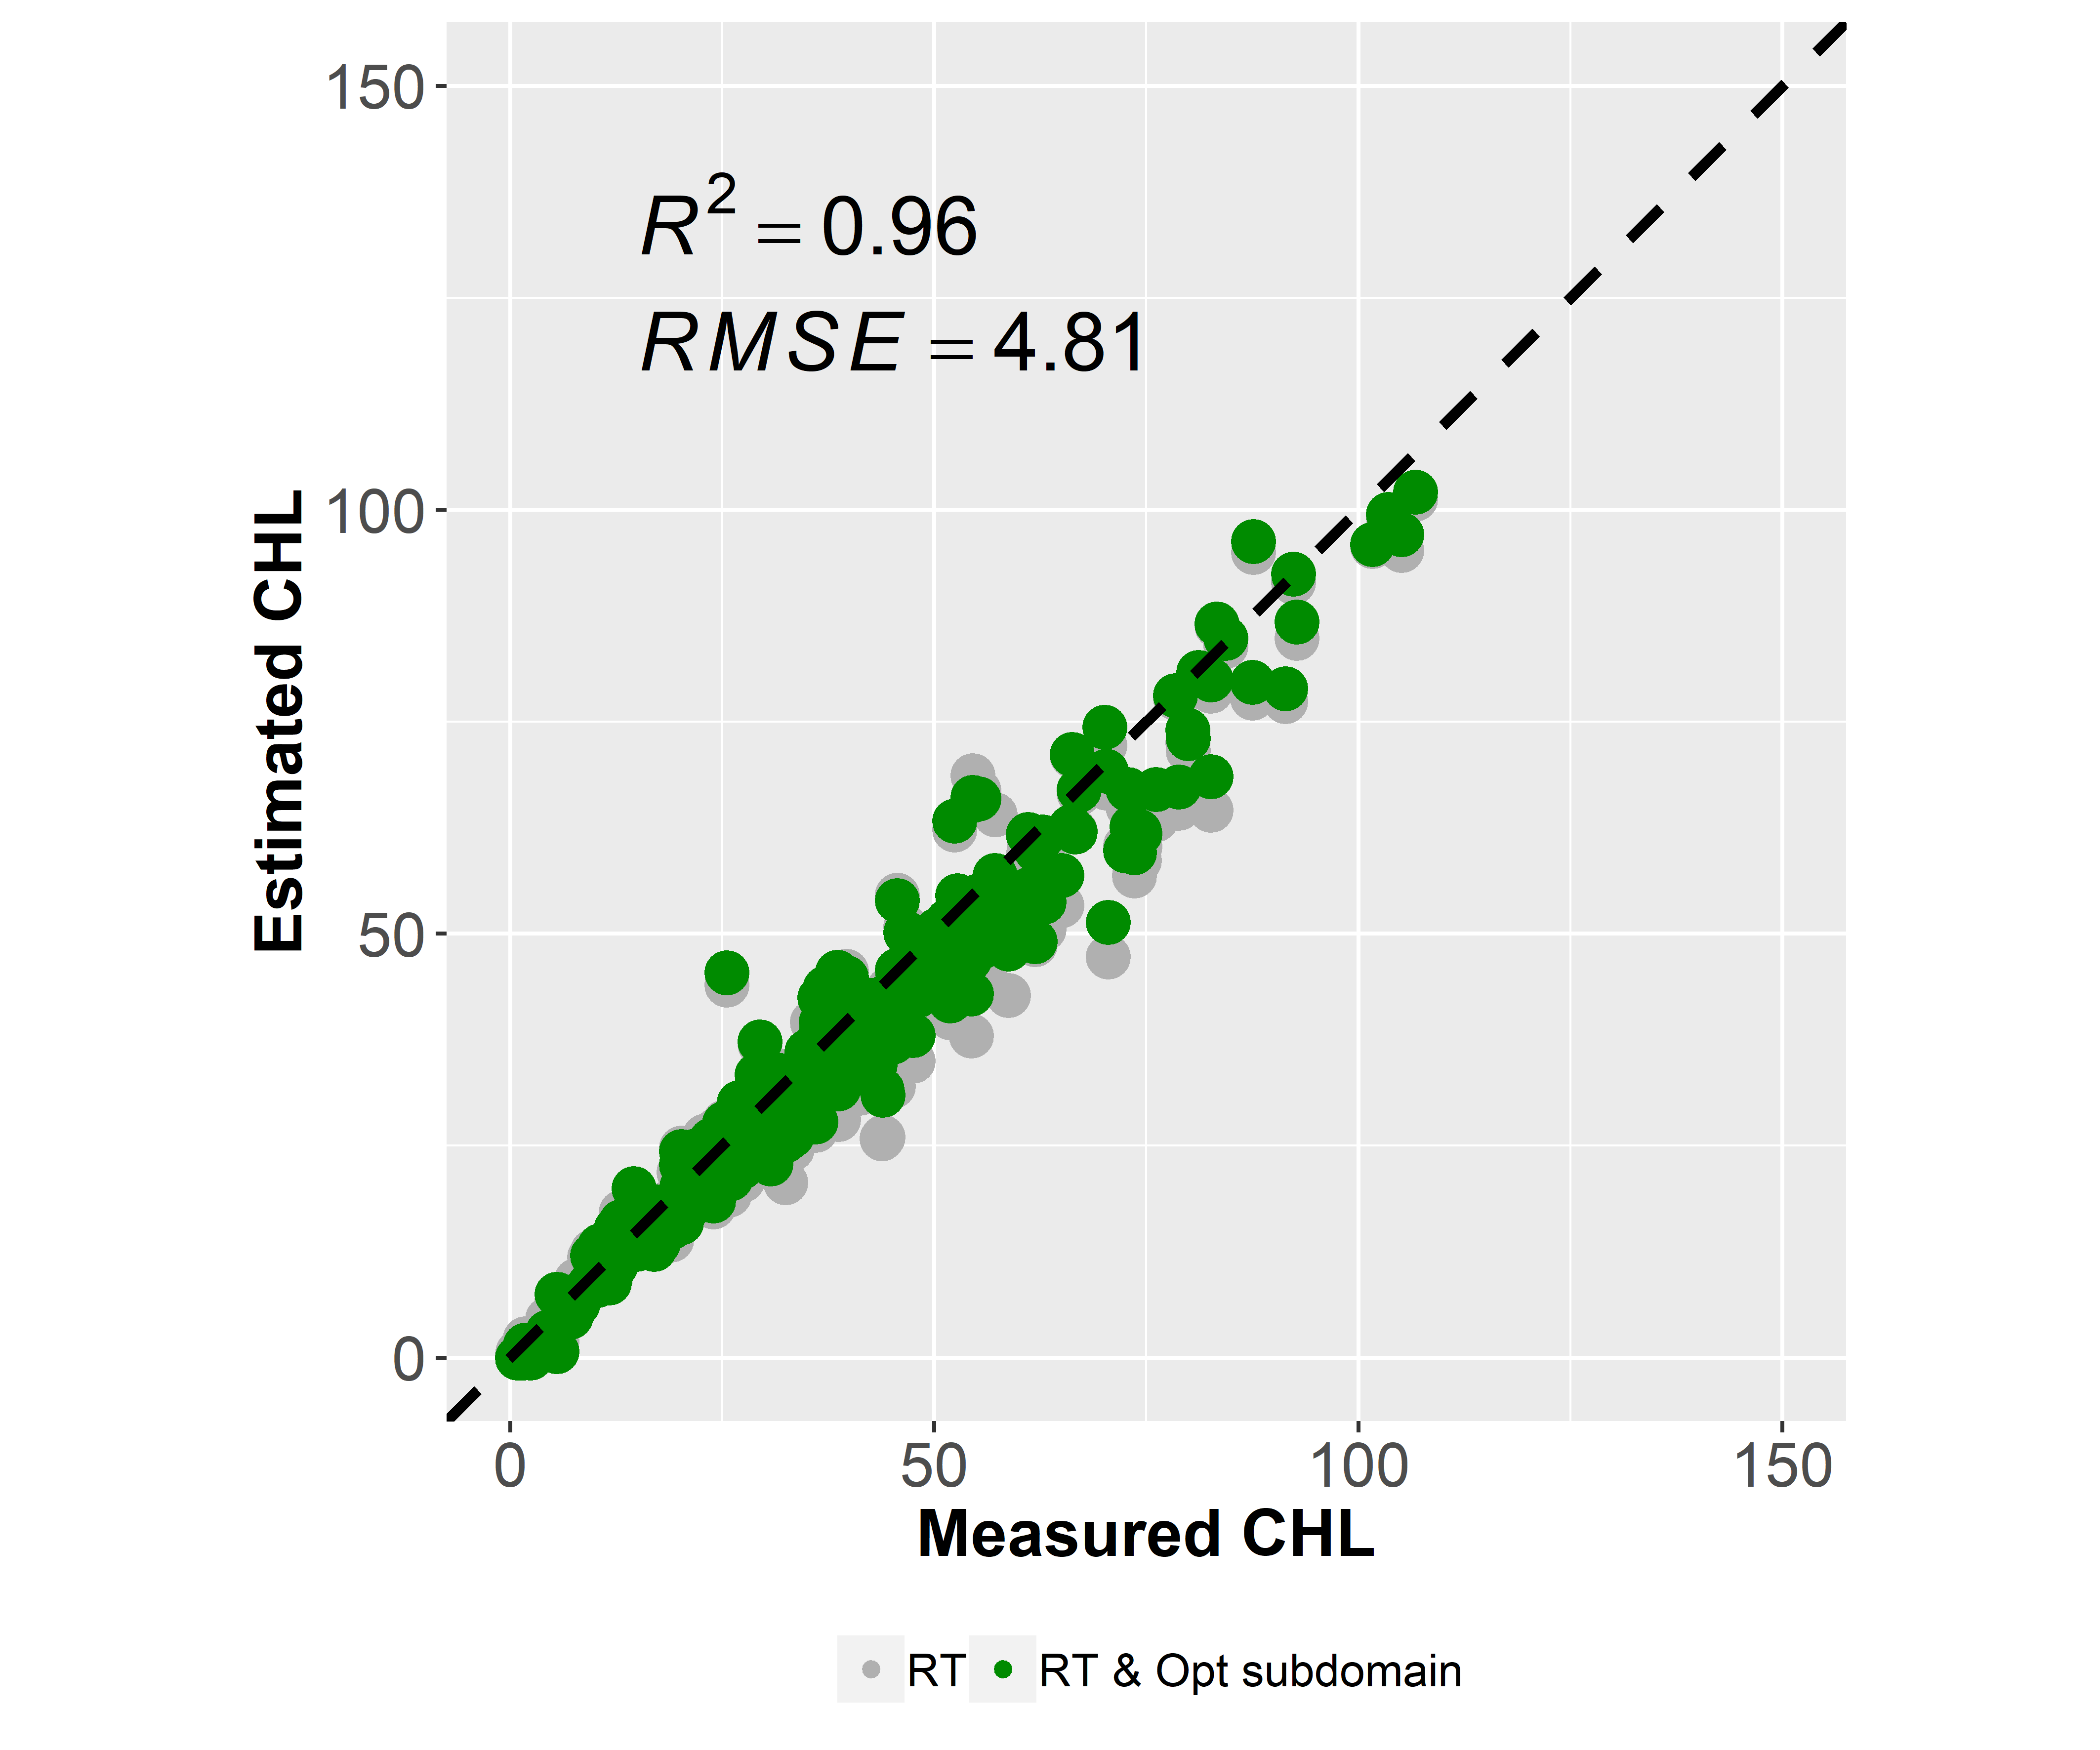 150
100
50
0
Estimated CHL
R² = 0.96
RMSE = 4.81
0 50 100 150
Measured CHL
RT RT & Opt subdomain